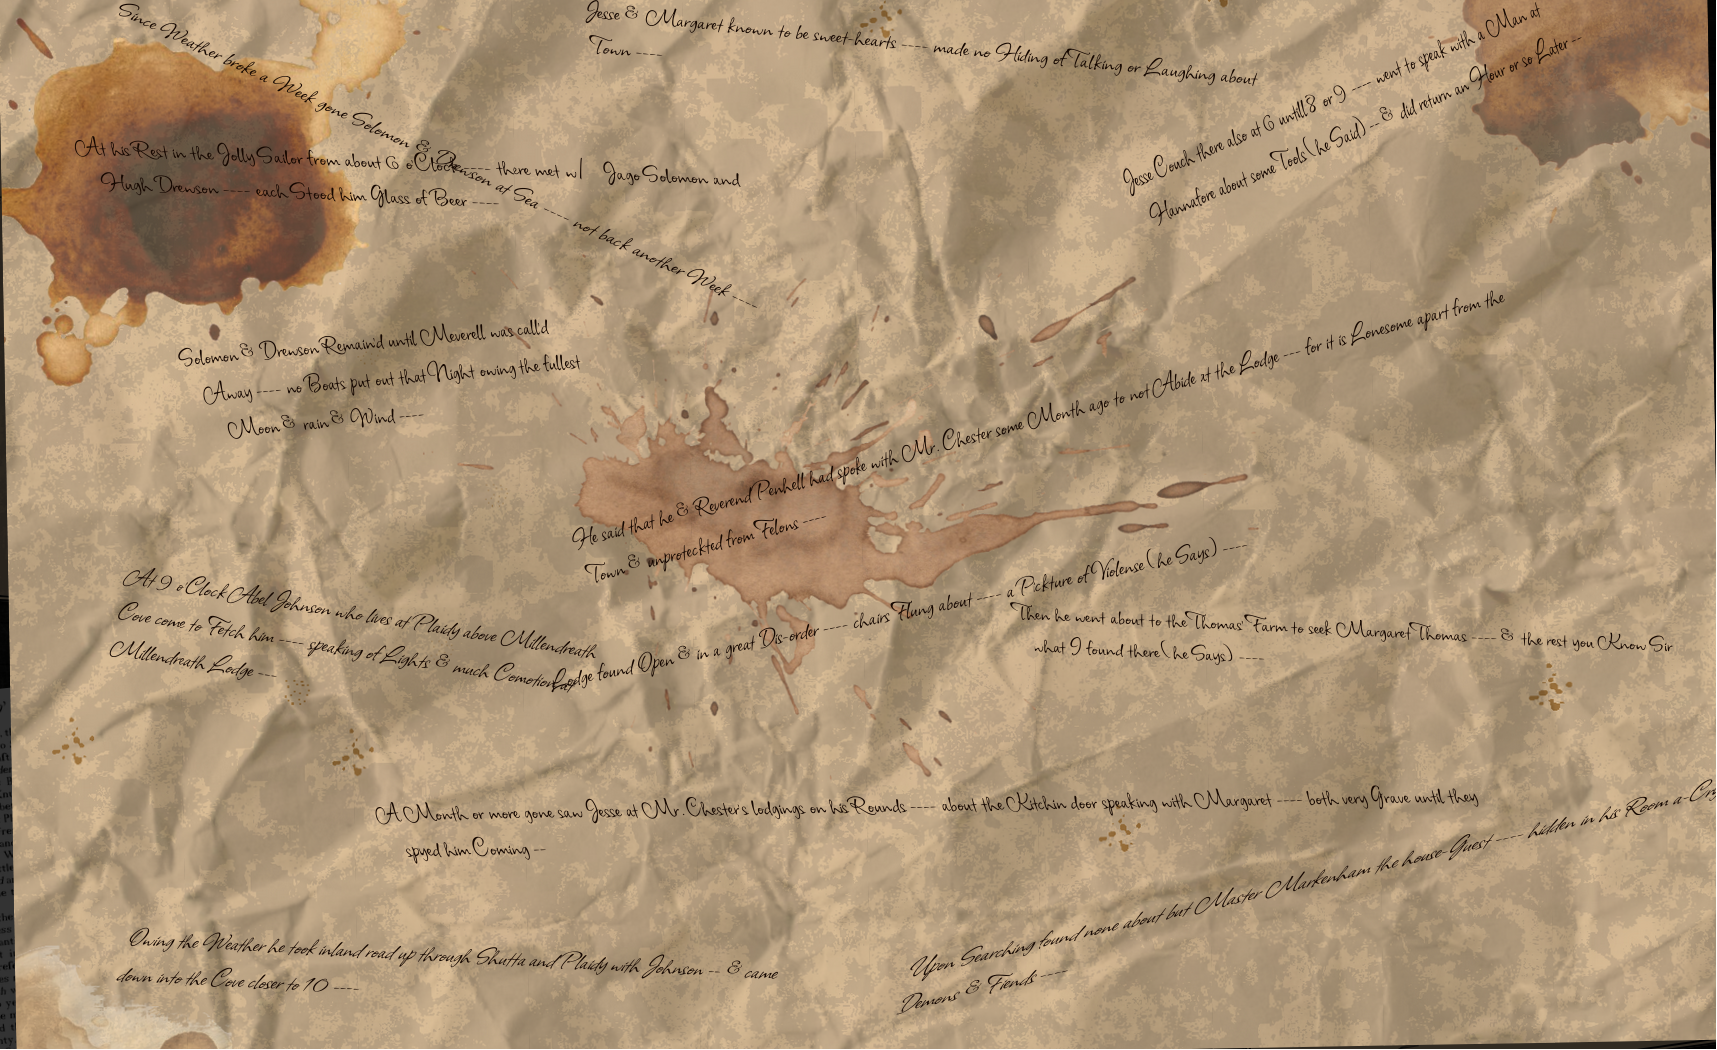 Since Weather broke a Week gone Solomon & Drewson at Sea ---- not back another Week ----
Jesse & Margaret known to be sweet-hearts ---- made no Hiding of Talking or Laughing about
Town ----
Jesse Couch there also at 6 untill 8 or 9 ---- went to speak with a Man at
Hannafore about some Tools (he Said) -- & did return an Hour or so Later --
At his Rest in the Jolly Sailor from about 6 o Clock ---- there met w/ Jago Solomon and
Hugh Drewson ---- each Stood him Glass of Beer ----
Solomon & Drewson Remain'd until Meverell was call'd
Away ---- no Boats put out that Night owing the fullest
Moon & rain & Wind ----
He said that he & Reverend Penhell had spoke with Mr. Chester some Month ago to not Abide at the Lodge --- for it is Lonesome apart from the
Town & unproteckted from Felons ----
At 9 o Clock Abel Johnson who lives at Plaidy above Millendreath
Cove come to Fetch him ---- speaking of Lights & much Comotion at
Millendreath Lodge ---
Lodge found Open & in a great Dis-order ---- chairs Flung about ---- a Pickture of Violense (he Says) ----
Then he went about to the Thomas' Farm to seek Margaret Thomas ---- & the rest you Know Sir
what I found there (he Says) ----
A Month or more gone saw Jesse at Mr. Chester's lodgings on his Rounds ---- about the Kitchin door speaking with Margaret ---- both very Grave until they
spyed him Coming --
Upon Searching found none about but Master Markenham the house-Guest ---- hidden in his Room a-Cry
Demons & Fiends ----
Owing the Weather he took inland road up through Shutta and Plaidy with Johnson -- & came
down into the Cove closer to 10 ----